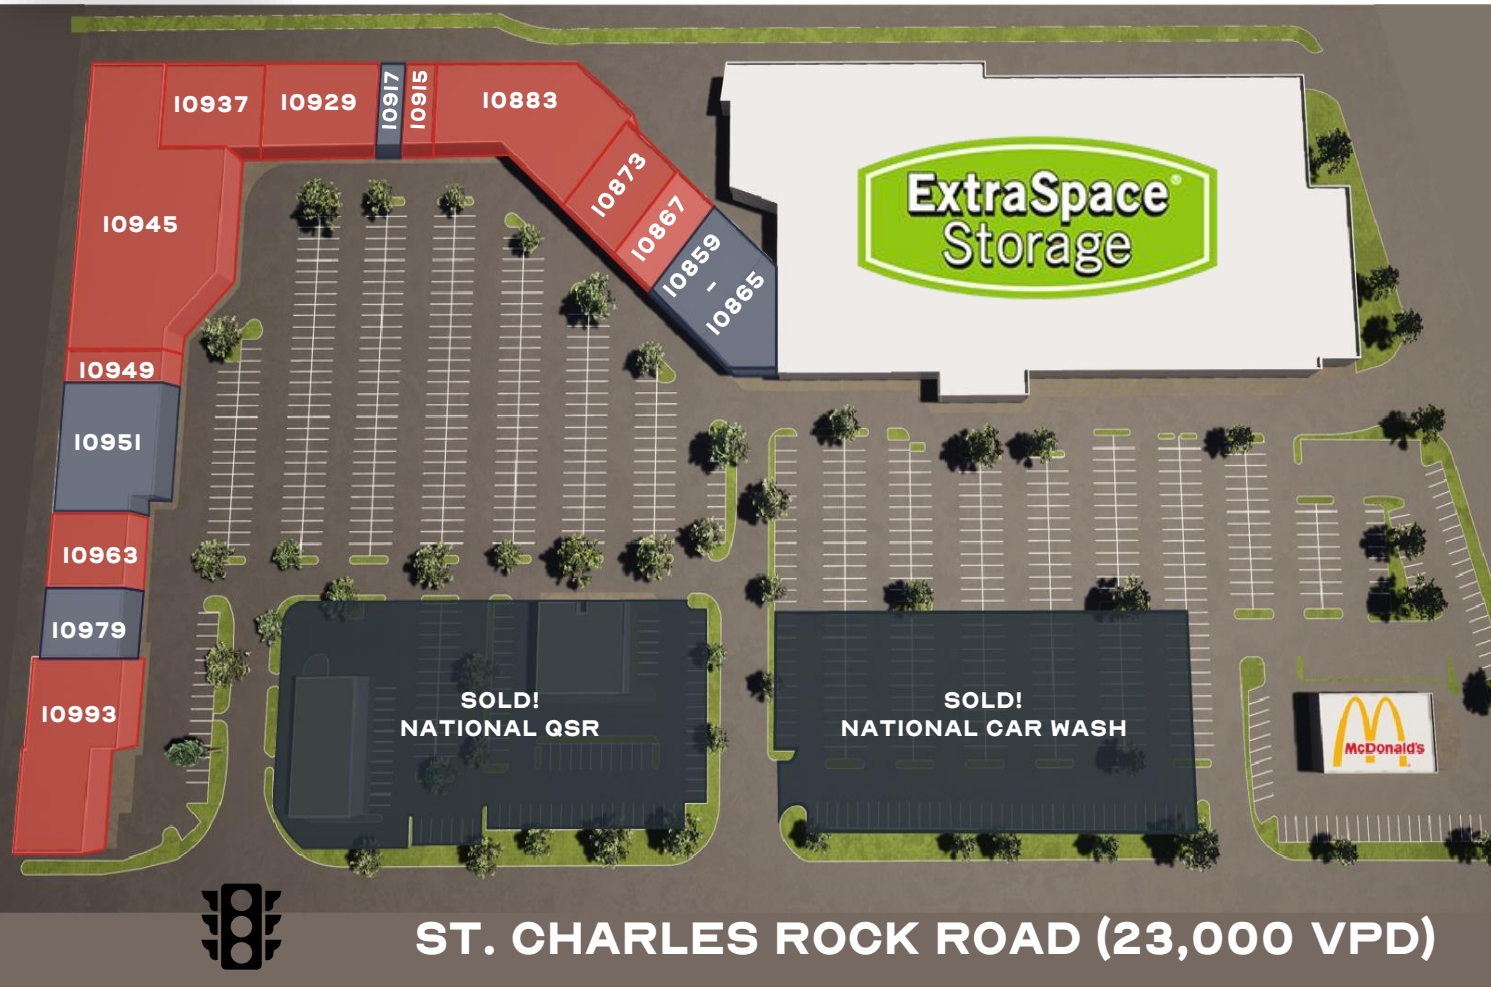 10937
10929
10917
10915
10883
10873
10867
10859
-
10865
10945
10949
10951
10963
10979
10993
ExtraSpace®
Storage
SOLD!
NATIONAL QSR
SOLD!
NATIONAL CAR WASH
McDonald's
ST. CHARLES ROCK ROAD (23,000 VPD)